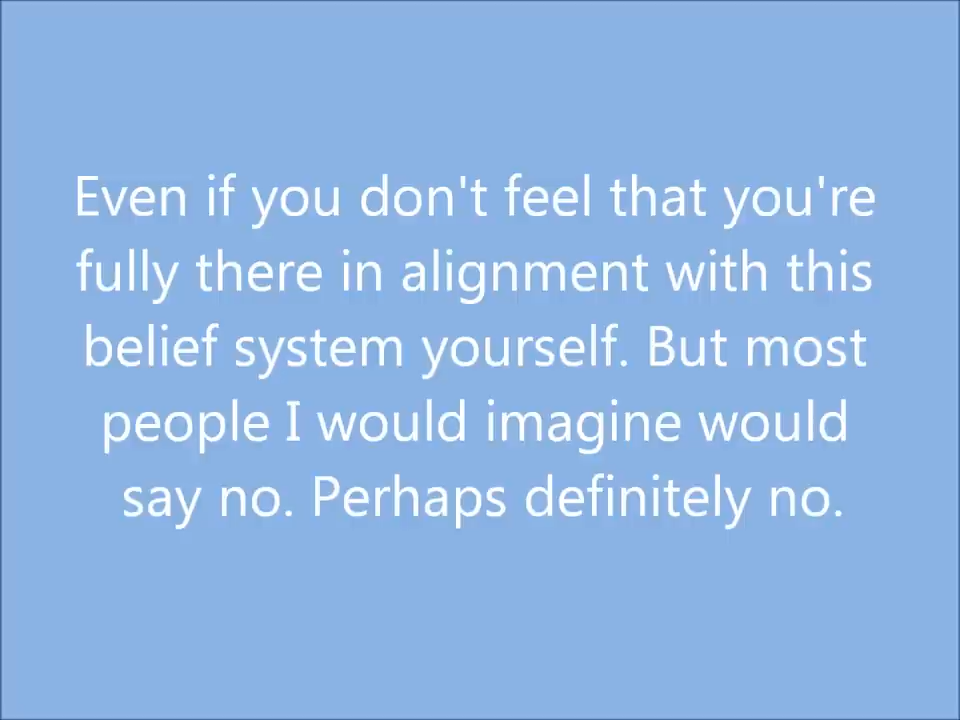 Even if you don't feel that you're
fully there in alignment with this
belief system yourself. But most
people I would imagine would
say no. Perhaps definitely no.